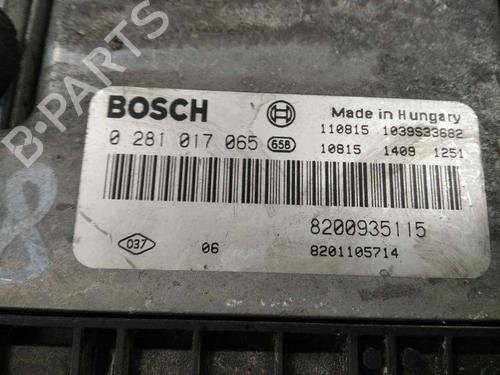 B-PARTS
BOSCH
Made in Hungary
0 281 017 065 658
110815 1039S33682
10815 1409 1251
8200935115
037 06 8201105714